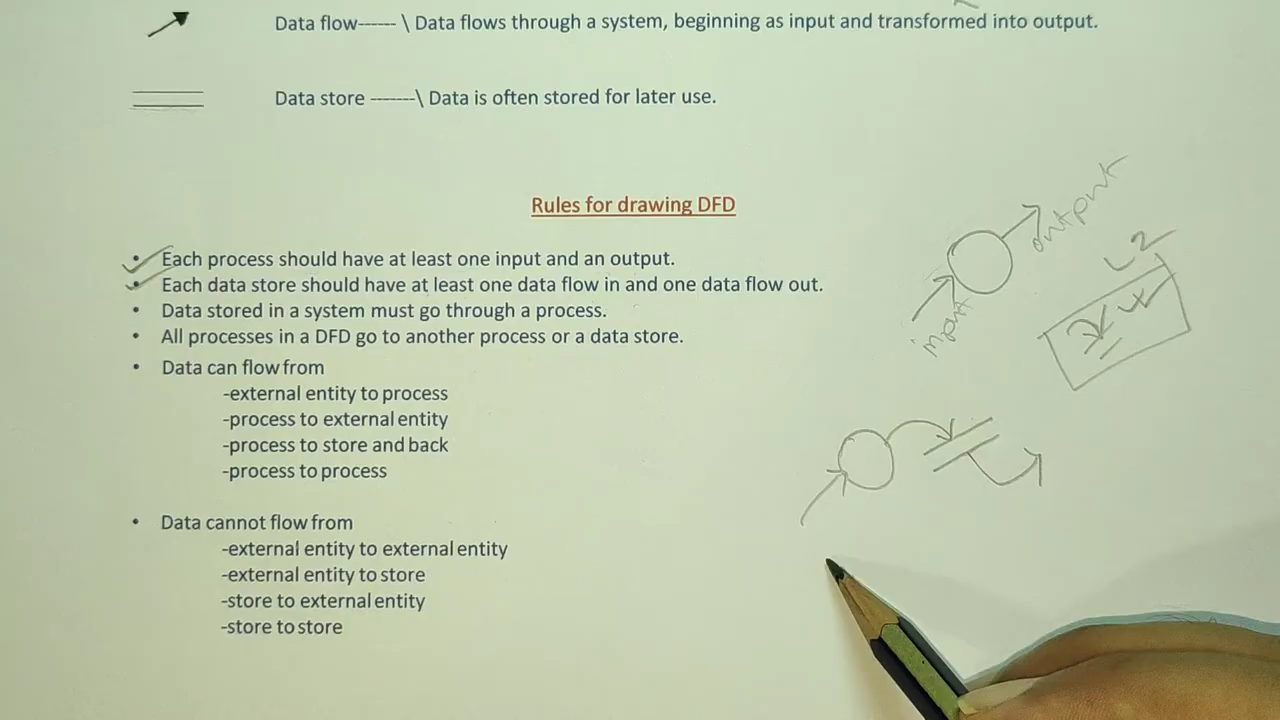 Data flow------ \ Data flows through a system, beginning as input and transformed into output.
Data store -------\ Data is often stored for later use.
Rules for drawing DFD
• Each process should have at least one input and an output.
• Each data store should have at least one data flow in and one data flow out.
• Data stored in a system must go through a process.
• All processes in a DFD go to another process or a data store.
• Data can flow from
-external entity to process
-process to external entity
-process to store and back
-process to process
• Data cannot flow from
-external entity to external entity
-external entity to store
-store to external entity
-store to store
output
input
L2